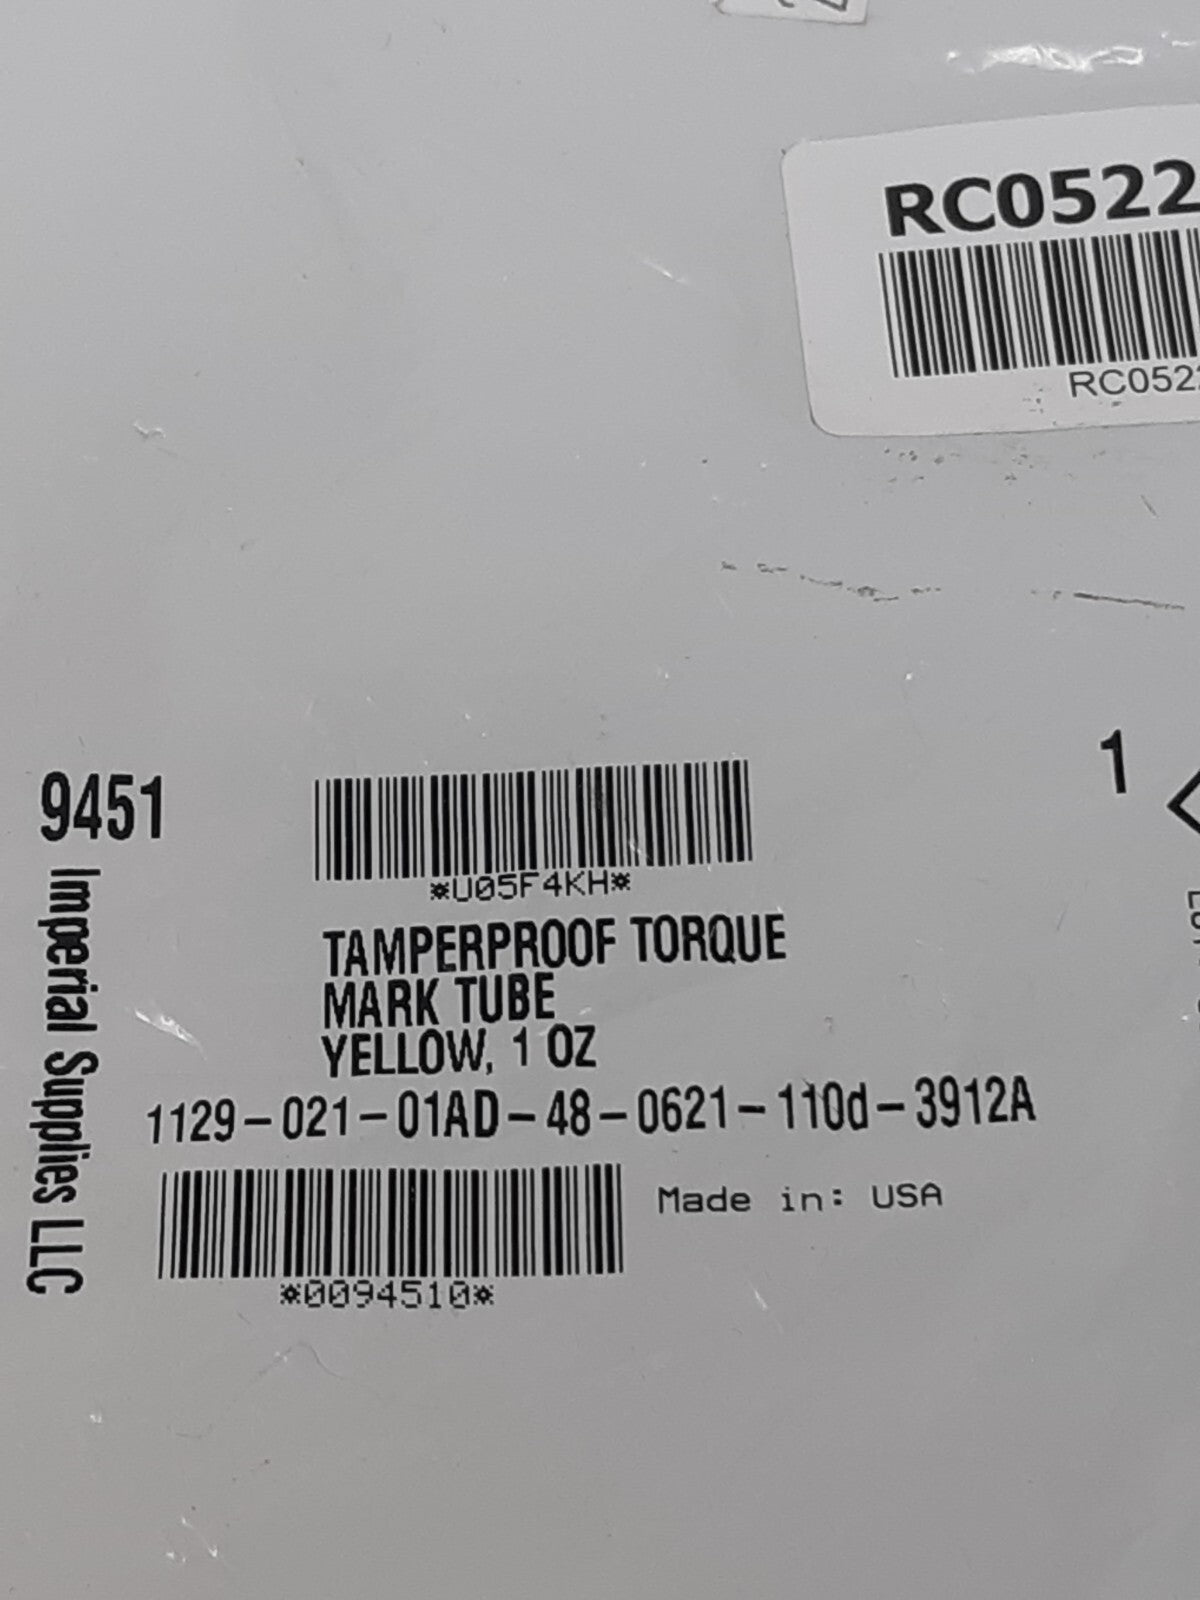 RC0522
RC052
9451
1
*U05F4KH*
TAMPERPROOF TORQUE
MARK TUBE
YELLOW, 1 OZ
1129-021-01AD-48-0621-110d-3912A
Made in: USA
*0094510*
Imperial Supplies LLC